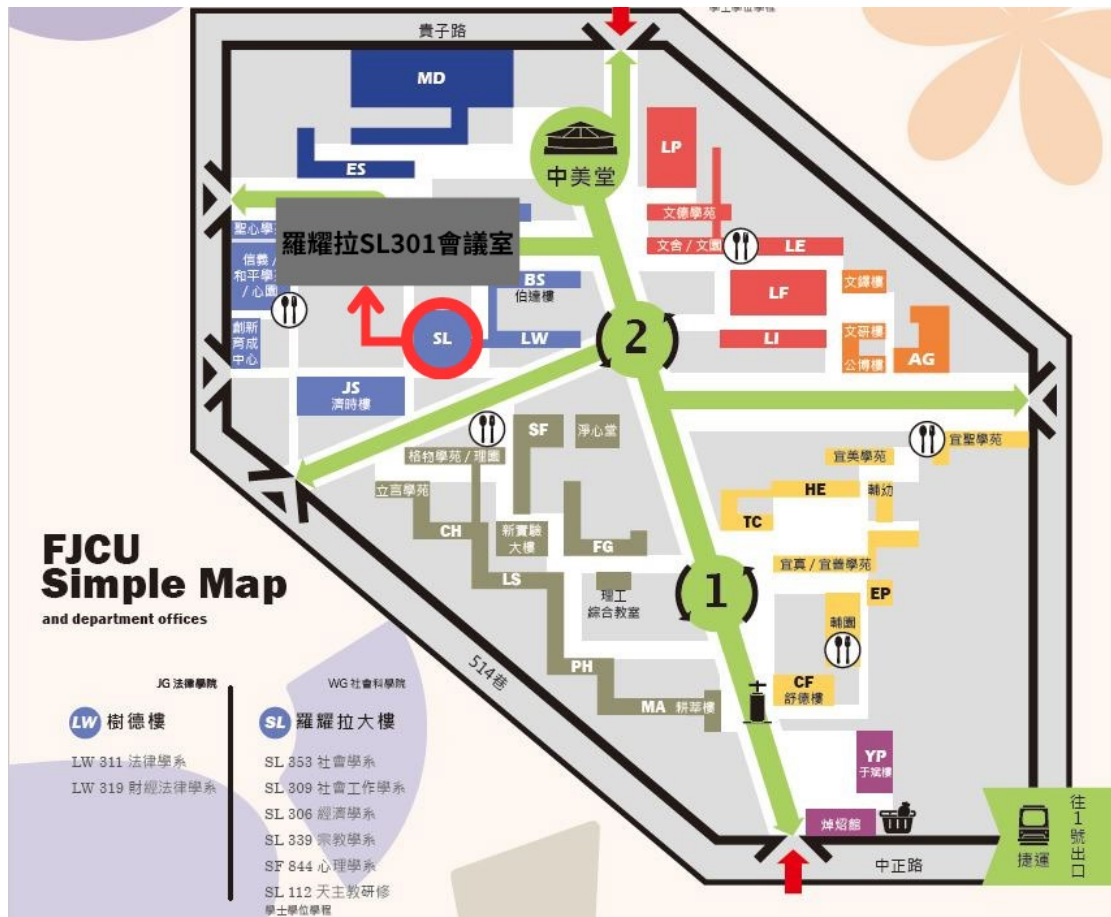 學士學位學程
貴子路
MD
ES
中美堂
LP
文德學苑
文舍 / 文園
LE
聖心學
羅耀拉SL301會議室
信義 /
和平學
/ 心園
BS
伯達樓
LF
文鐸樓
創新
育成
中心
SL
LW
2
LI
文研樓
公博樓
AG
JS
濟時樓
SF
淨心堂
格物學苑 / 理園
立言學苑
宜聖學苑
宜美學苑
HE
輔幼
TC
CH
新實驗
大樓
FG
LS
宜真 / 宜善學苑
理工
綜合教室
1
EP
輔園
FJCU
Simple Map
and department offices
514巷
PH
CF
舒德樓
MA 耕莘樓
YP
于斌樓
焯炤館
中正路
捷運
往1號出口
JG 法律學院
LW 樹德樓
LW 311 法律學系
LW 319 財經法律學系
WG 社會科學院
SL 羅耀拉大樓
SL 353 社會學系
SL 309 社會工作學系
SL 306 經濟學系
SL 339 宗教學系
SF 844 心理學系
SL 112 天主教研修
學士學位學程